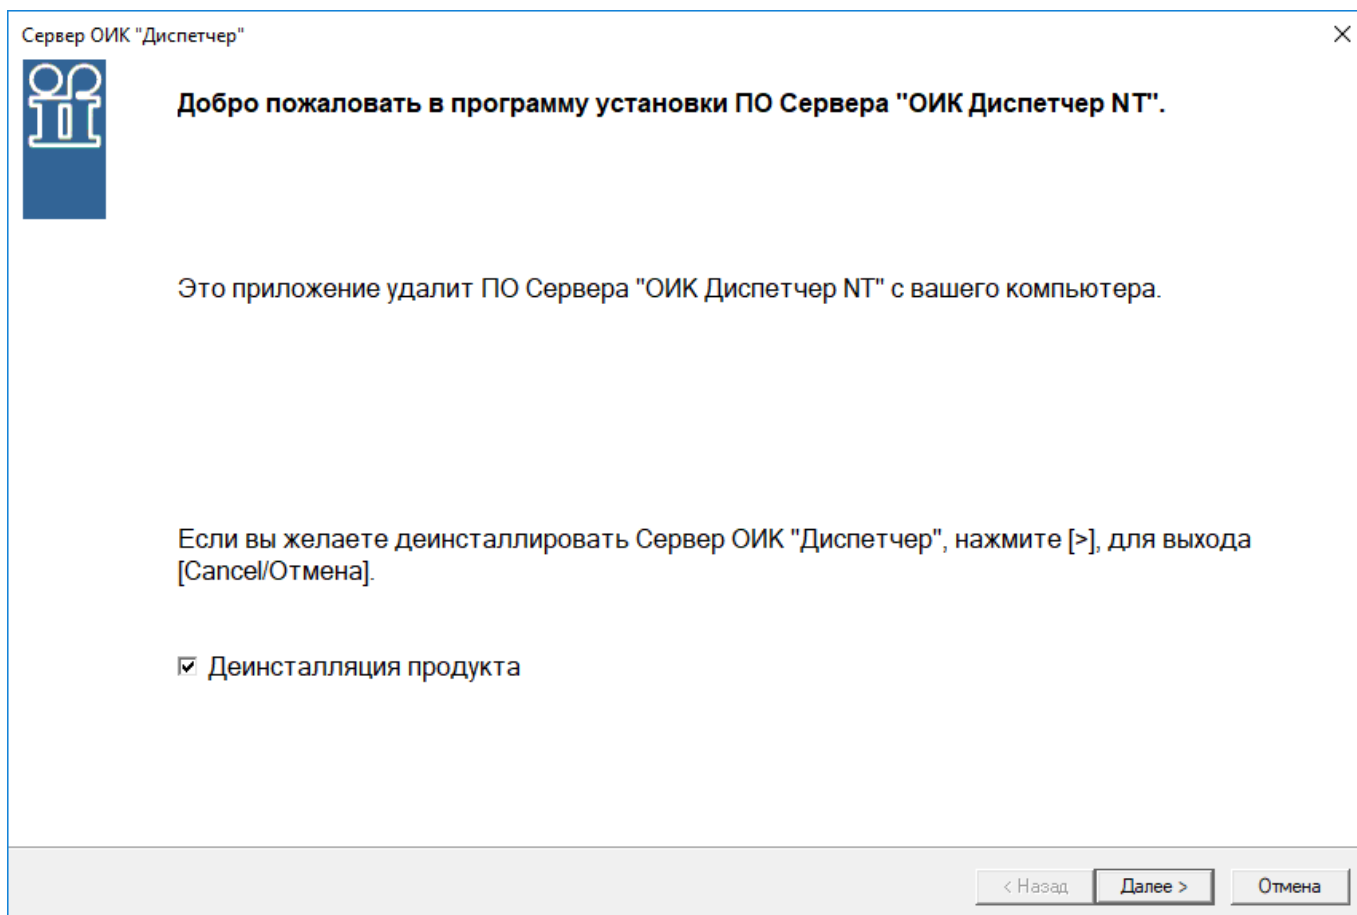 Сервер ОИК "Диспетчер"
Добро пожаловать в программу установки ПО Сервера "ОИК Диспетчер NT".
Это приложение удалит ПО Сервера "ОИК Диспетчер NT" с вашего компьютера.
Если вы желаете деинсталлировать Сервер ОИК "Диспетчер", нажмите [>], для выхода
[Cancel/Отмена].
Деинсталляция продукта
< Назад Далее > Отмена